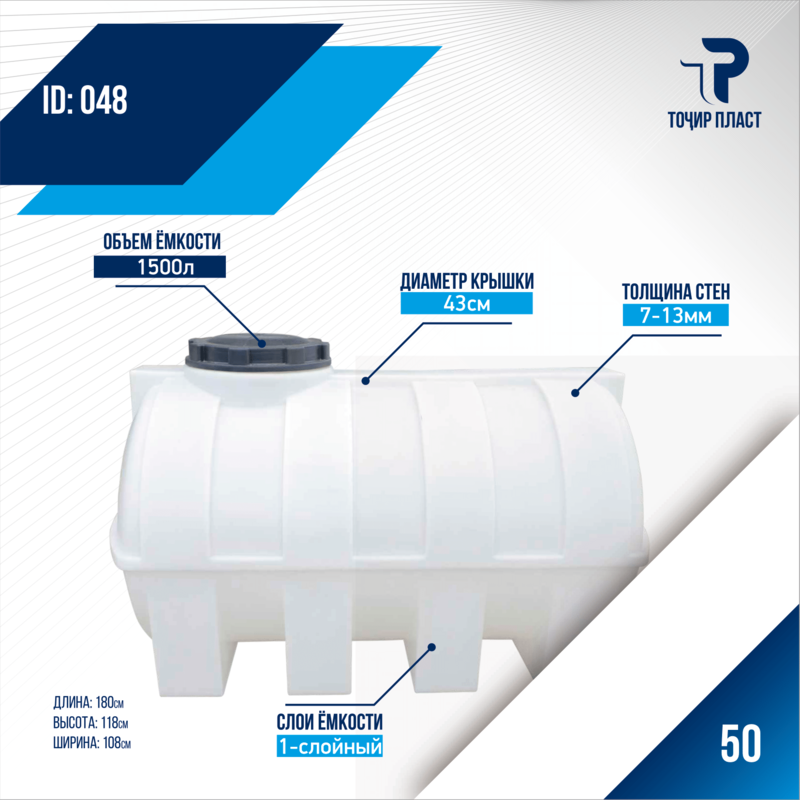 ID: 048
ТОҶИР ПЛАСТ
ОБЪЕМ ЁМКОСТИ
1500л
ДИАМЕТР КРЫШКИ
43см
ТОЛЩИНА СТЕН
7-13мм
ДЛИНА: 180см
ВЫСОТА: 118см
ШИРИНА: 108см
СЛОИ ЁМКОСТИ
1-слойный
50